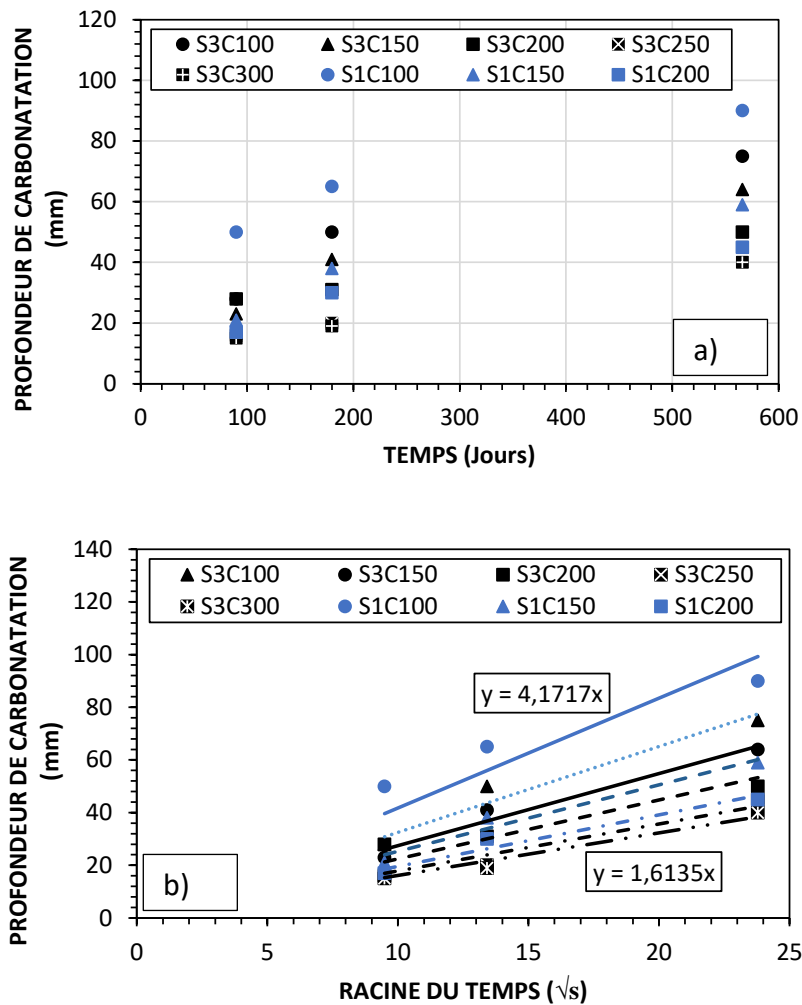 PROFONDEUR DE CARBONATATION
(mm)
120
100
80
60
40
20
0
S3C100 S3C150 S3C200 S3C250
S3C300 S1C100 S1C150 S1C200
a)
0 100 200 300 400 500 600
TEMPS (Jours)
PROFONDEUR DE CARBONATATION
(mm)
140
120
100
80
60
40
20
0
S3C100 S3C150 S3C200 S3C250
S3C300 S1C100 S1C150 S1C200
y = 4,1717x
y = 1,6135x
b)
0 5 10 15 20 25
RACINE DU TEMPS (√s)